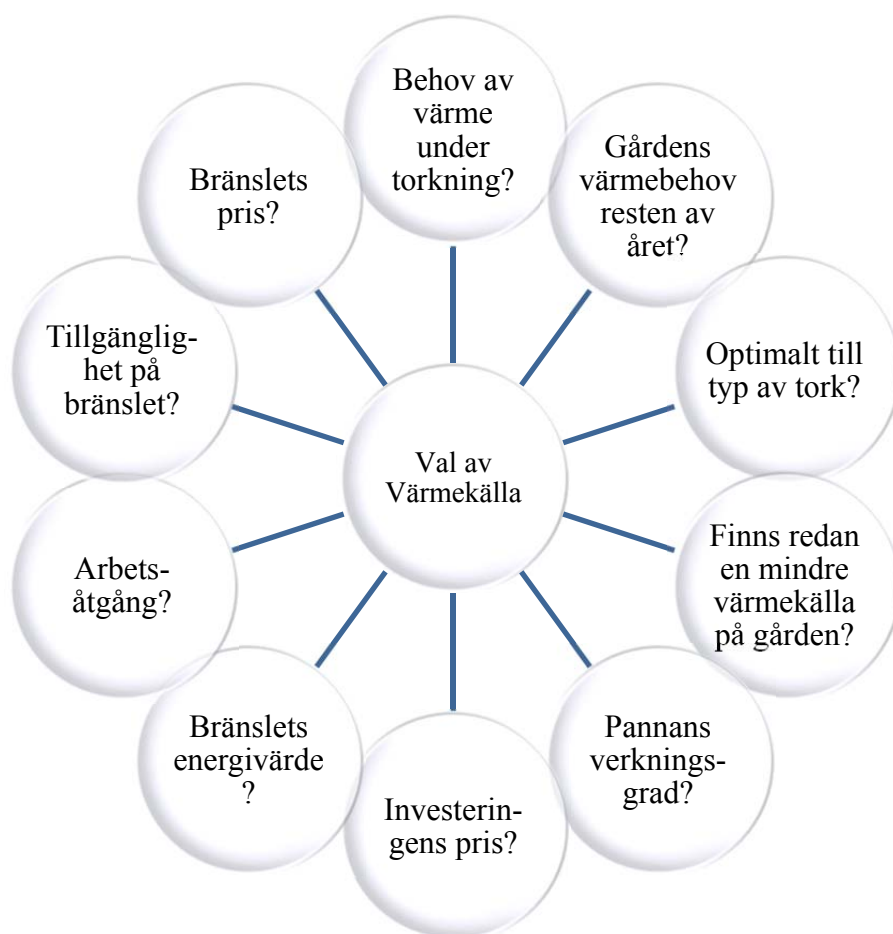 Behov av
värme
under
torkning?
Gårdens
värmebehov
resten av
året?
Optimalt till
typ av tork?
Finns redan
en mindre
värmekälla
på gården?
Pannans
verknings-
grad?
Investerin-
gens pris?
Bränslets
energivärde
?
Arbets-
åtgång?
Tillgänglig-
het på
bränslet?
Bränslets
pris?
Val av
Värmekälla